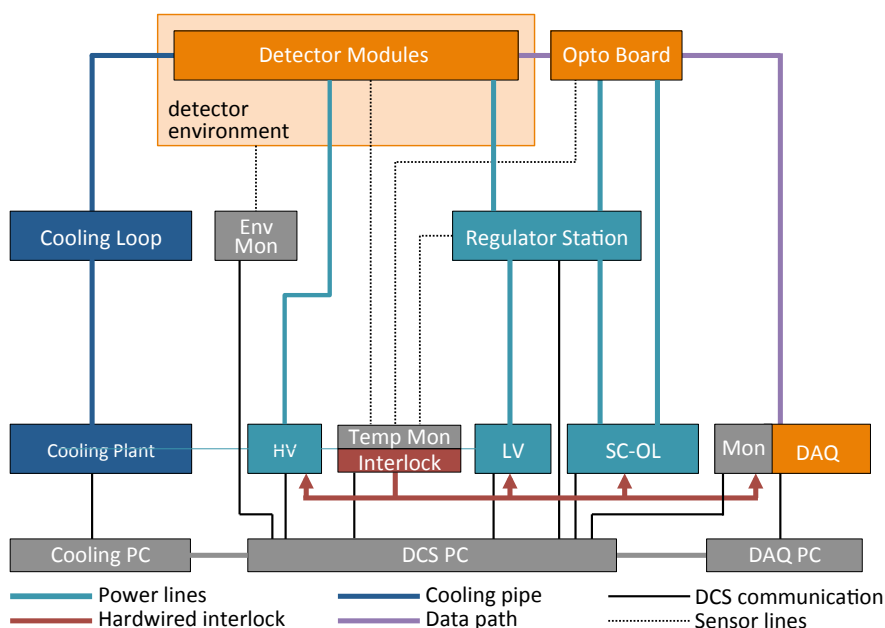 Detector Modules
Opto Board
detector
environment
Cooling Loop
Env
Mon
Regulator Station
Cooling Plant
HV
Temp Mon
Interlock
LV
SC-OL
Mon
DAQ
Cooling PC
DCS PC
DAQ PC
Power lines
Cooling pipe
DCS communication
Hardwired interlock
Data path
Sensor lines